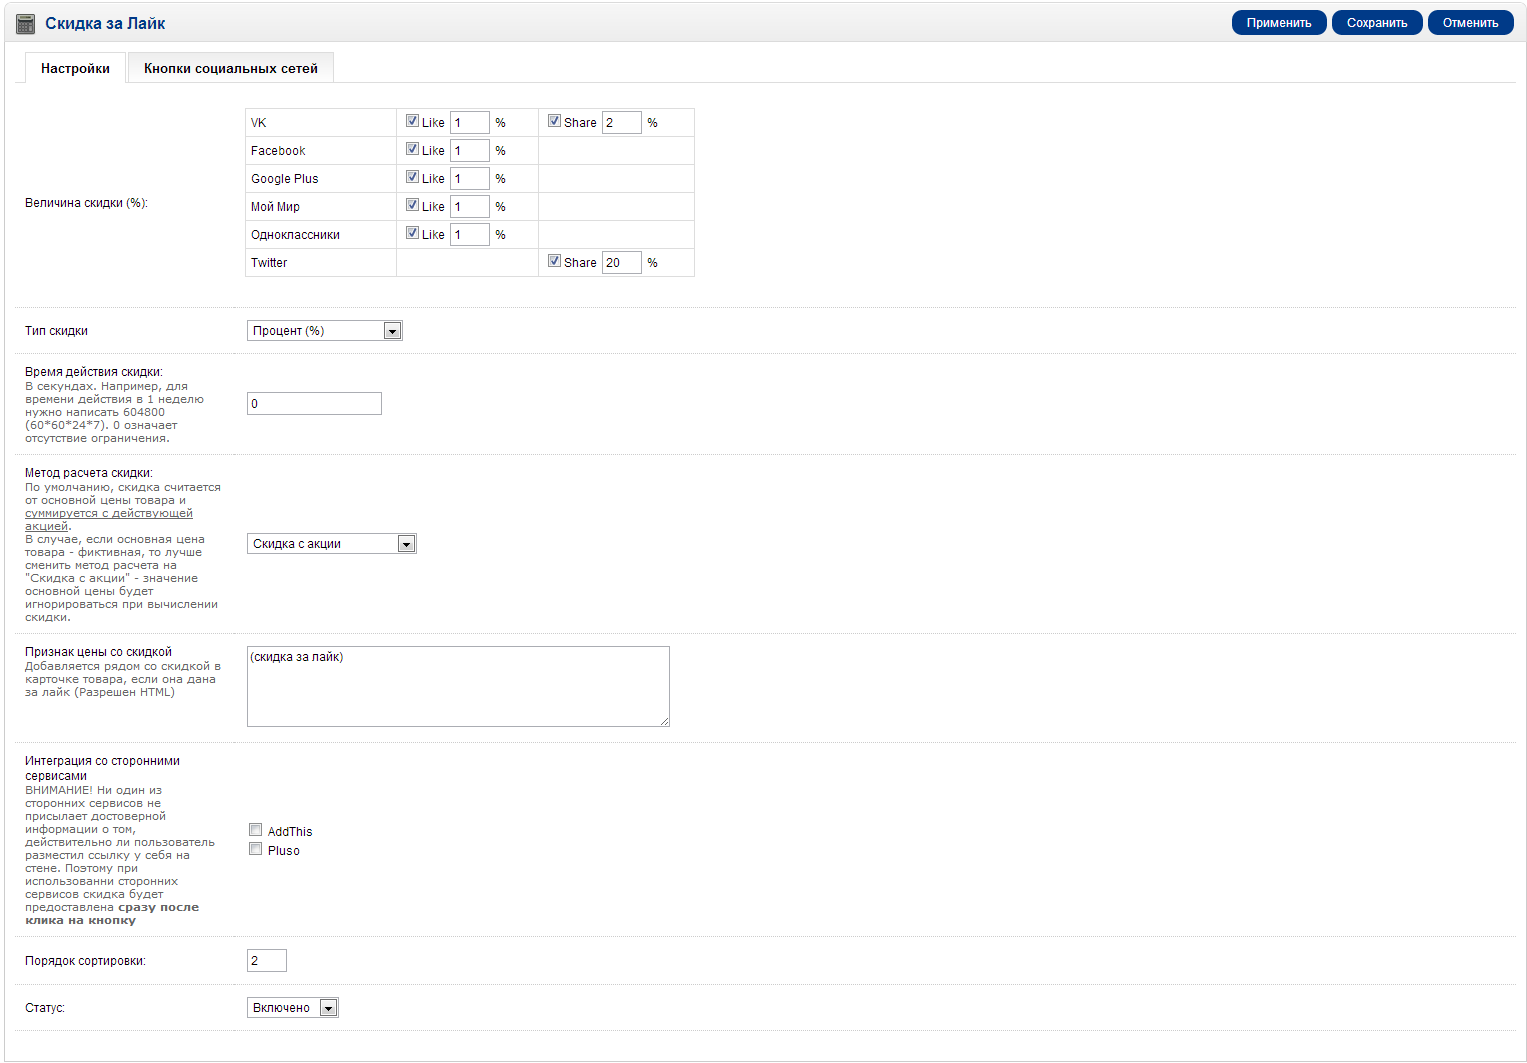 Скидка за Лайк
Применить Сохранить Отменить
Настройки Кнопки социальных сетей
Величина скидки (%):
VK Like 1 % Share 2 %
Facebook Like 1 %
Google Plus Like 1 %
Мой Мир Like 1 %
Одноклассники Like 1 %
Twitter Share 20 %
Тип скидки
Процент (%)
Время действия скидки:
В секундах. Например, для
времени действия в 1 неделю
нужно написать 604800
(60*60*24*7). 0 означает
отсутствие ограничения.
0
Метод расчета скидки:
По умолчанию, скидка считается
от основной цены товара и
суммируется с действующей
акцией.
В случае, если основная цена
товара - фиктивная, то лучше
сменить метод расчета на
"Скидка с акции" - значение
основной цены будет
игнорироваться при вычислении
скидки.
Скидка с акции
Признак цены со скидкой
Добавляется рядом со скидкой в
карточке товара, если она дана
за лайк (Разрешен HTML)
(скидка за лайк)
Интеграция со сторонними
сервисами
ВНИМАНИЕ! Ни один из
сторонних сервисов не
присылает достоверной
информации о том,
действительно ли пользователь
разместил ссылку у себя на
стене. Поэтому при
использованни сторонних
сервисов скидка будет
предоставлена сразу после
клика на кнопку
AddThis
Pluso
Порядок сортировки:
2
Статус:
Включено